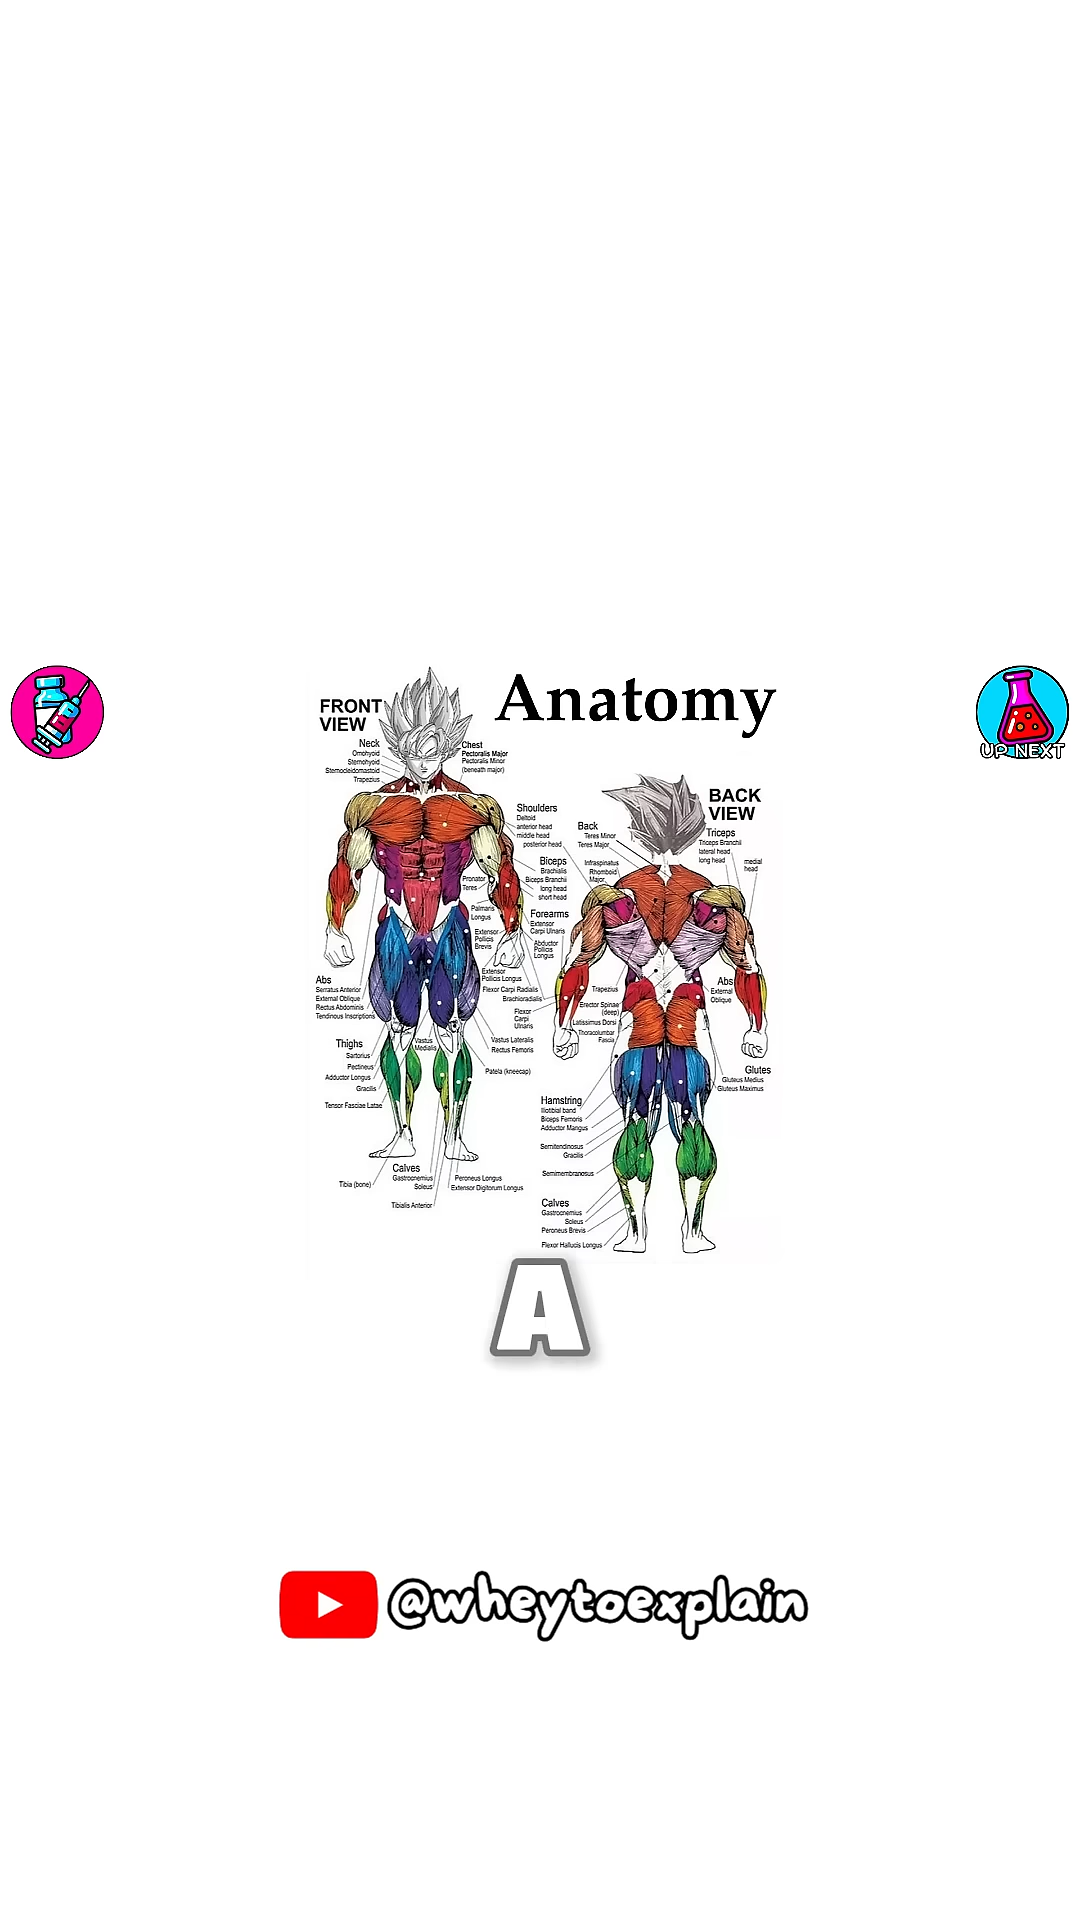 Anatomy
FRONT
VIEW
Neck
Omohyoid
Sternohyoid
Sternocleidomastoid
Trapezius
Chest
Pectoralis Major
Pectoralis Minor
(beneath major)
Shoulders
Deltoid
anterior head
middle head
posterior head
Biceps
Brachialis
Biceps Branchii
long head
short head
Pronator
Teres
Palmaris
Longus
Forearms
Extensor
Carpi Ulnaris
Extensor
Pollicis
Brevis
Abductor
Pollicis
Longus
Extensor
Pollicis Longus
Flexor Carpi Radialis
Brachioradialis
Flexor
Carpi
Ulnaris
Abs
Serratus Anterior
External Oblique
Rectus Abdominis
Tendinous Inscriptions
Thighs
Sartorius
Pectineus
Adductor Longus
Gracilis
Tensor Fasciae Latae
Vastus
Medialis
Vastus Lateralis
Rectus Femoris
Patela (kneecap)
Calves
Gastrocnemius
Soleus
Tibia (bone)
Tibialis Anterior
Peroneus Longus
Extensor Digitorum Longus
BACK
VIEW
Back
Teres Minor
Teres Major
Infraspinatus
Rhomboid
Major
Triceps
Triceps Branchii
lateral head
long head
medial
head
Trapezius
Erector Spinae
(deep)
Latissimus Dorsi
Thoracolumbar
Fascia
Abs
External
Oblique
Glutes
Gluteus Medius
Gluteus Maximus
Hamstring
Iliotibial band
Biceps Femoris
Adductor Mangus
Semitendinosus
Gracilis
Semimembranosus
Calves
Gastrocnemius
Soleus
Peroneus Brevis
Flexor Hallucis Longus
UP NEXT
A
@wheytoexplain